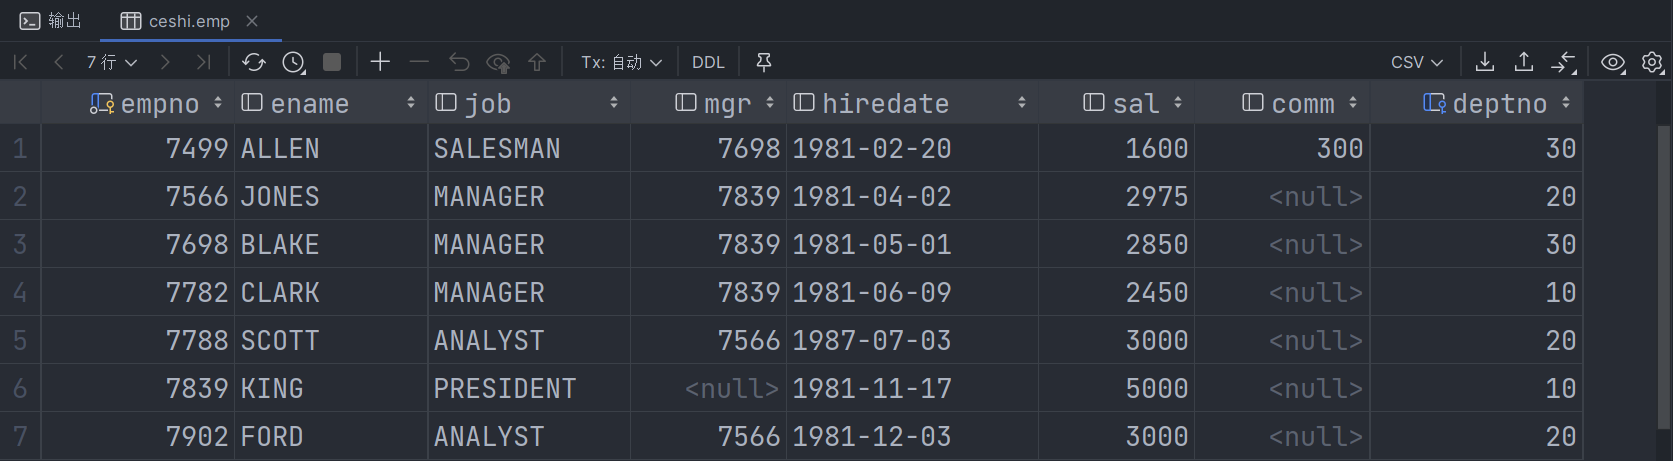 输出 ceshi.emp
7 行 Tx: 自动 DDL CSV
empno ename job mgr hiredate sal comm deptno
1 7499 ALLEN SALESMAN 7698 1981-02-20 1600 300 30
2 7566 JONES MANAGER 7839 1981-04-02 2975 <null> 20
3 7698 BLAKE MANAGER 7839 1981-05-01 2850 <null> 30
4 7782 CLARK MANAGER 7839 1981-06-09 2450 <null> 10
5 7788 SCOTT ANALYST 7566 1987-07-03 3000 <null> 20
6 7839 KING PRESIDENT <null> 1981-11-17 5000 <null> 10
7 7902 FORD ANALYST 7566 1981-12-03 3000 <null> 20